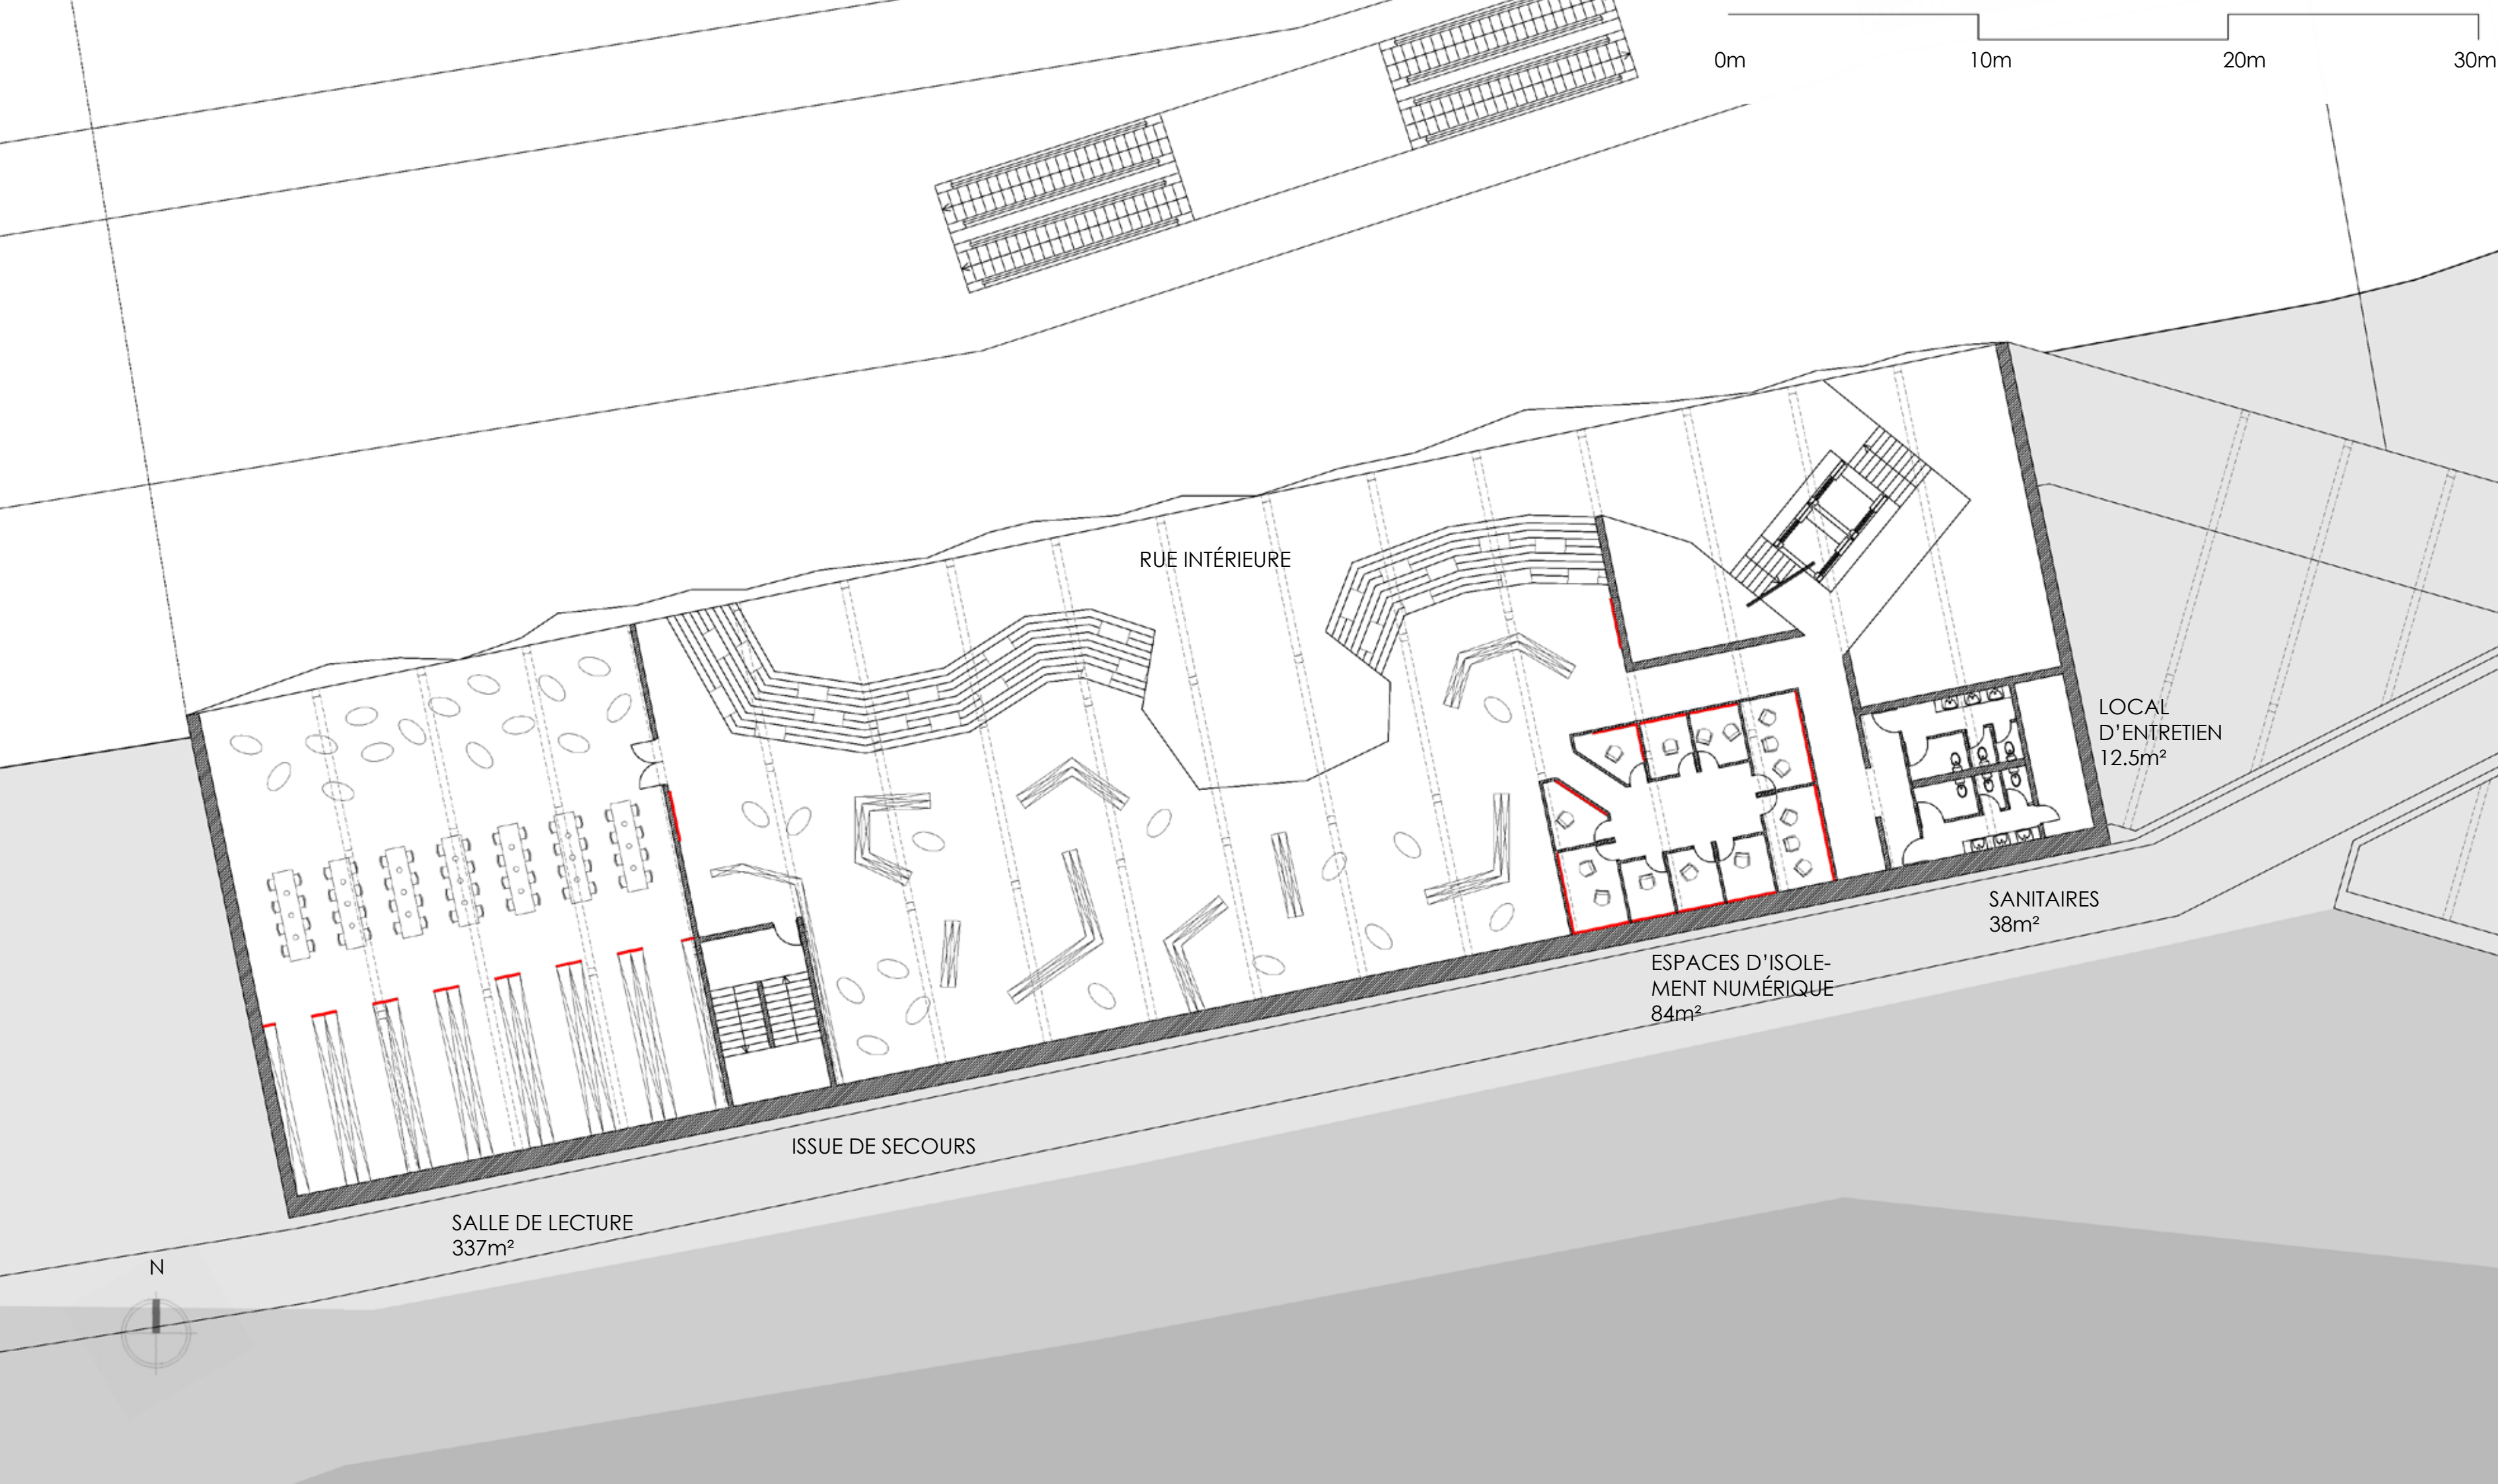 0m 10m 20m 30m
RUE INTÉRIEURE
LOCAL
D’ENTRETIEN
12.5m²
SANITAIRES
38m²
ESPACES D’ISOLE-
MENT NUMÉRIQUE
84m²
ISSUE DE SECOURS
SALLE DE LECTURE
337m²
N